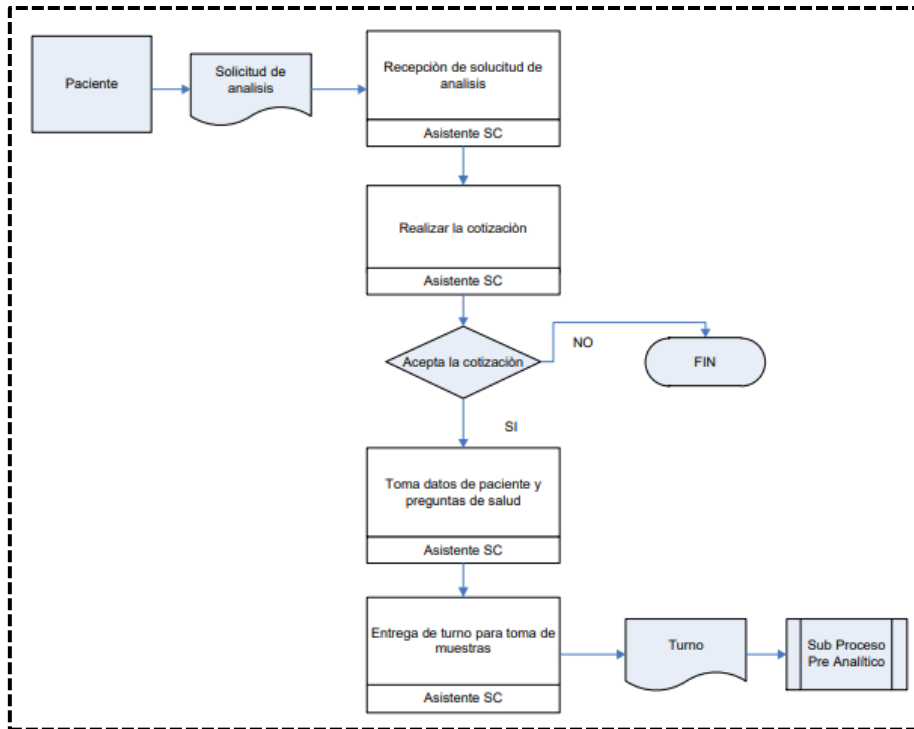 Paciente
Solicitud de
analisis
Recepciòn de solucitud de
analisis
Asistente SC
Realizar la cotizaciòn
Asistente SC
Acepta la cotizaciòn
NO
FIN
SI
Toma datos de paciente y
preguntas de salud
Asistente SC
Entrega de turno para toma de
muestras
Asistente SC
Turno
Sub Proceso
Pre Analítico